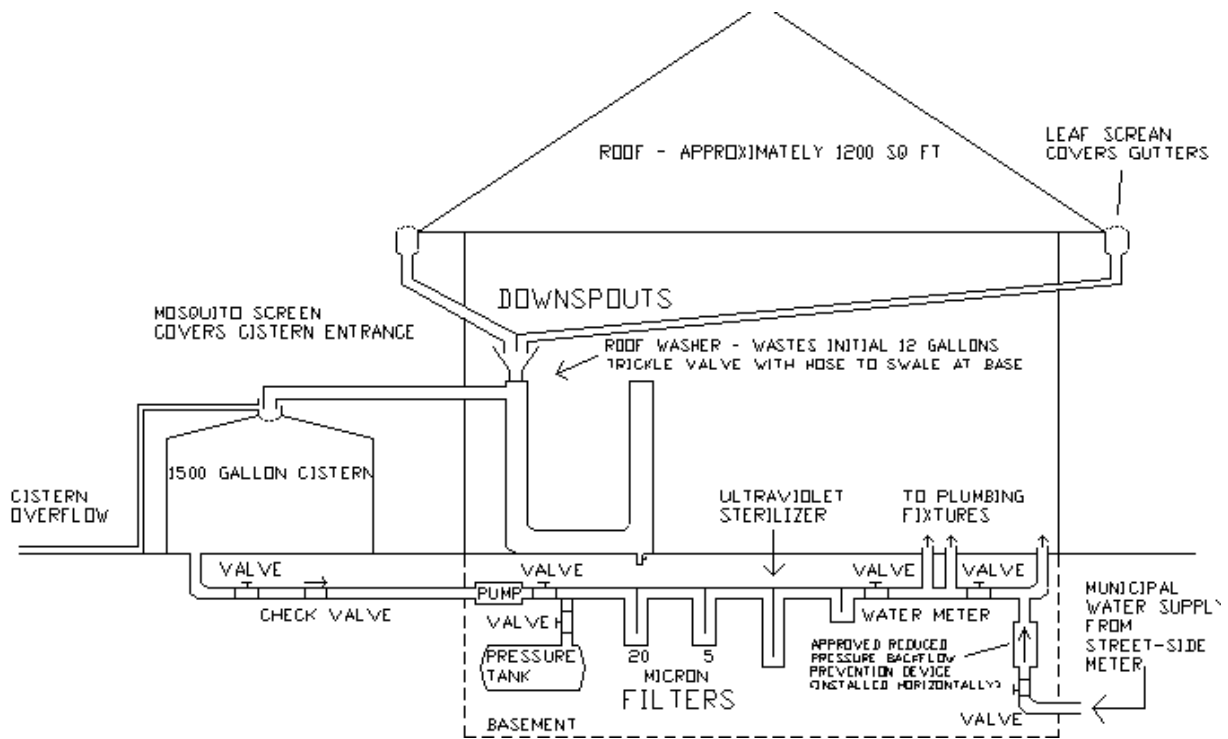 ROOF - APPROXIMATELY 1200 SQ FT
LEAF SCREAN
COVERS GUTTERS
DOWNSPOUTS
MOSQUITO SCREEN
COVERS CISTERN ENTRANCE
ROOF WASHER - WASTES INITIAL 12 GALLONS
TRICKLE VALVE WITH HOSE TO SWALE AT BASE
1500 GALLON CISTERN
CISTERN
OVERFLOW
ULTRAVIOLET
STERILIZER
TO PLUMBING
FIXTURES
VALVE
CHECK VALVE
PUMP
VALVE
VALVE
PRESSURE
TANK
20
5
MICRON
FILTERS
VALVE
WATER METER
VALVE
APPROVED REDUCED
PRESSURE BACKFLOW
PREVENTION DEVICE
(INSTALLED HORIZONTALLY)
MUNICIPAL
WATER SUPPLY
FROM
STREET-SIDE
METER
VALVE
BASEMENT